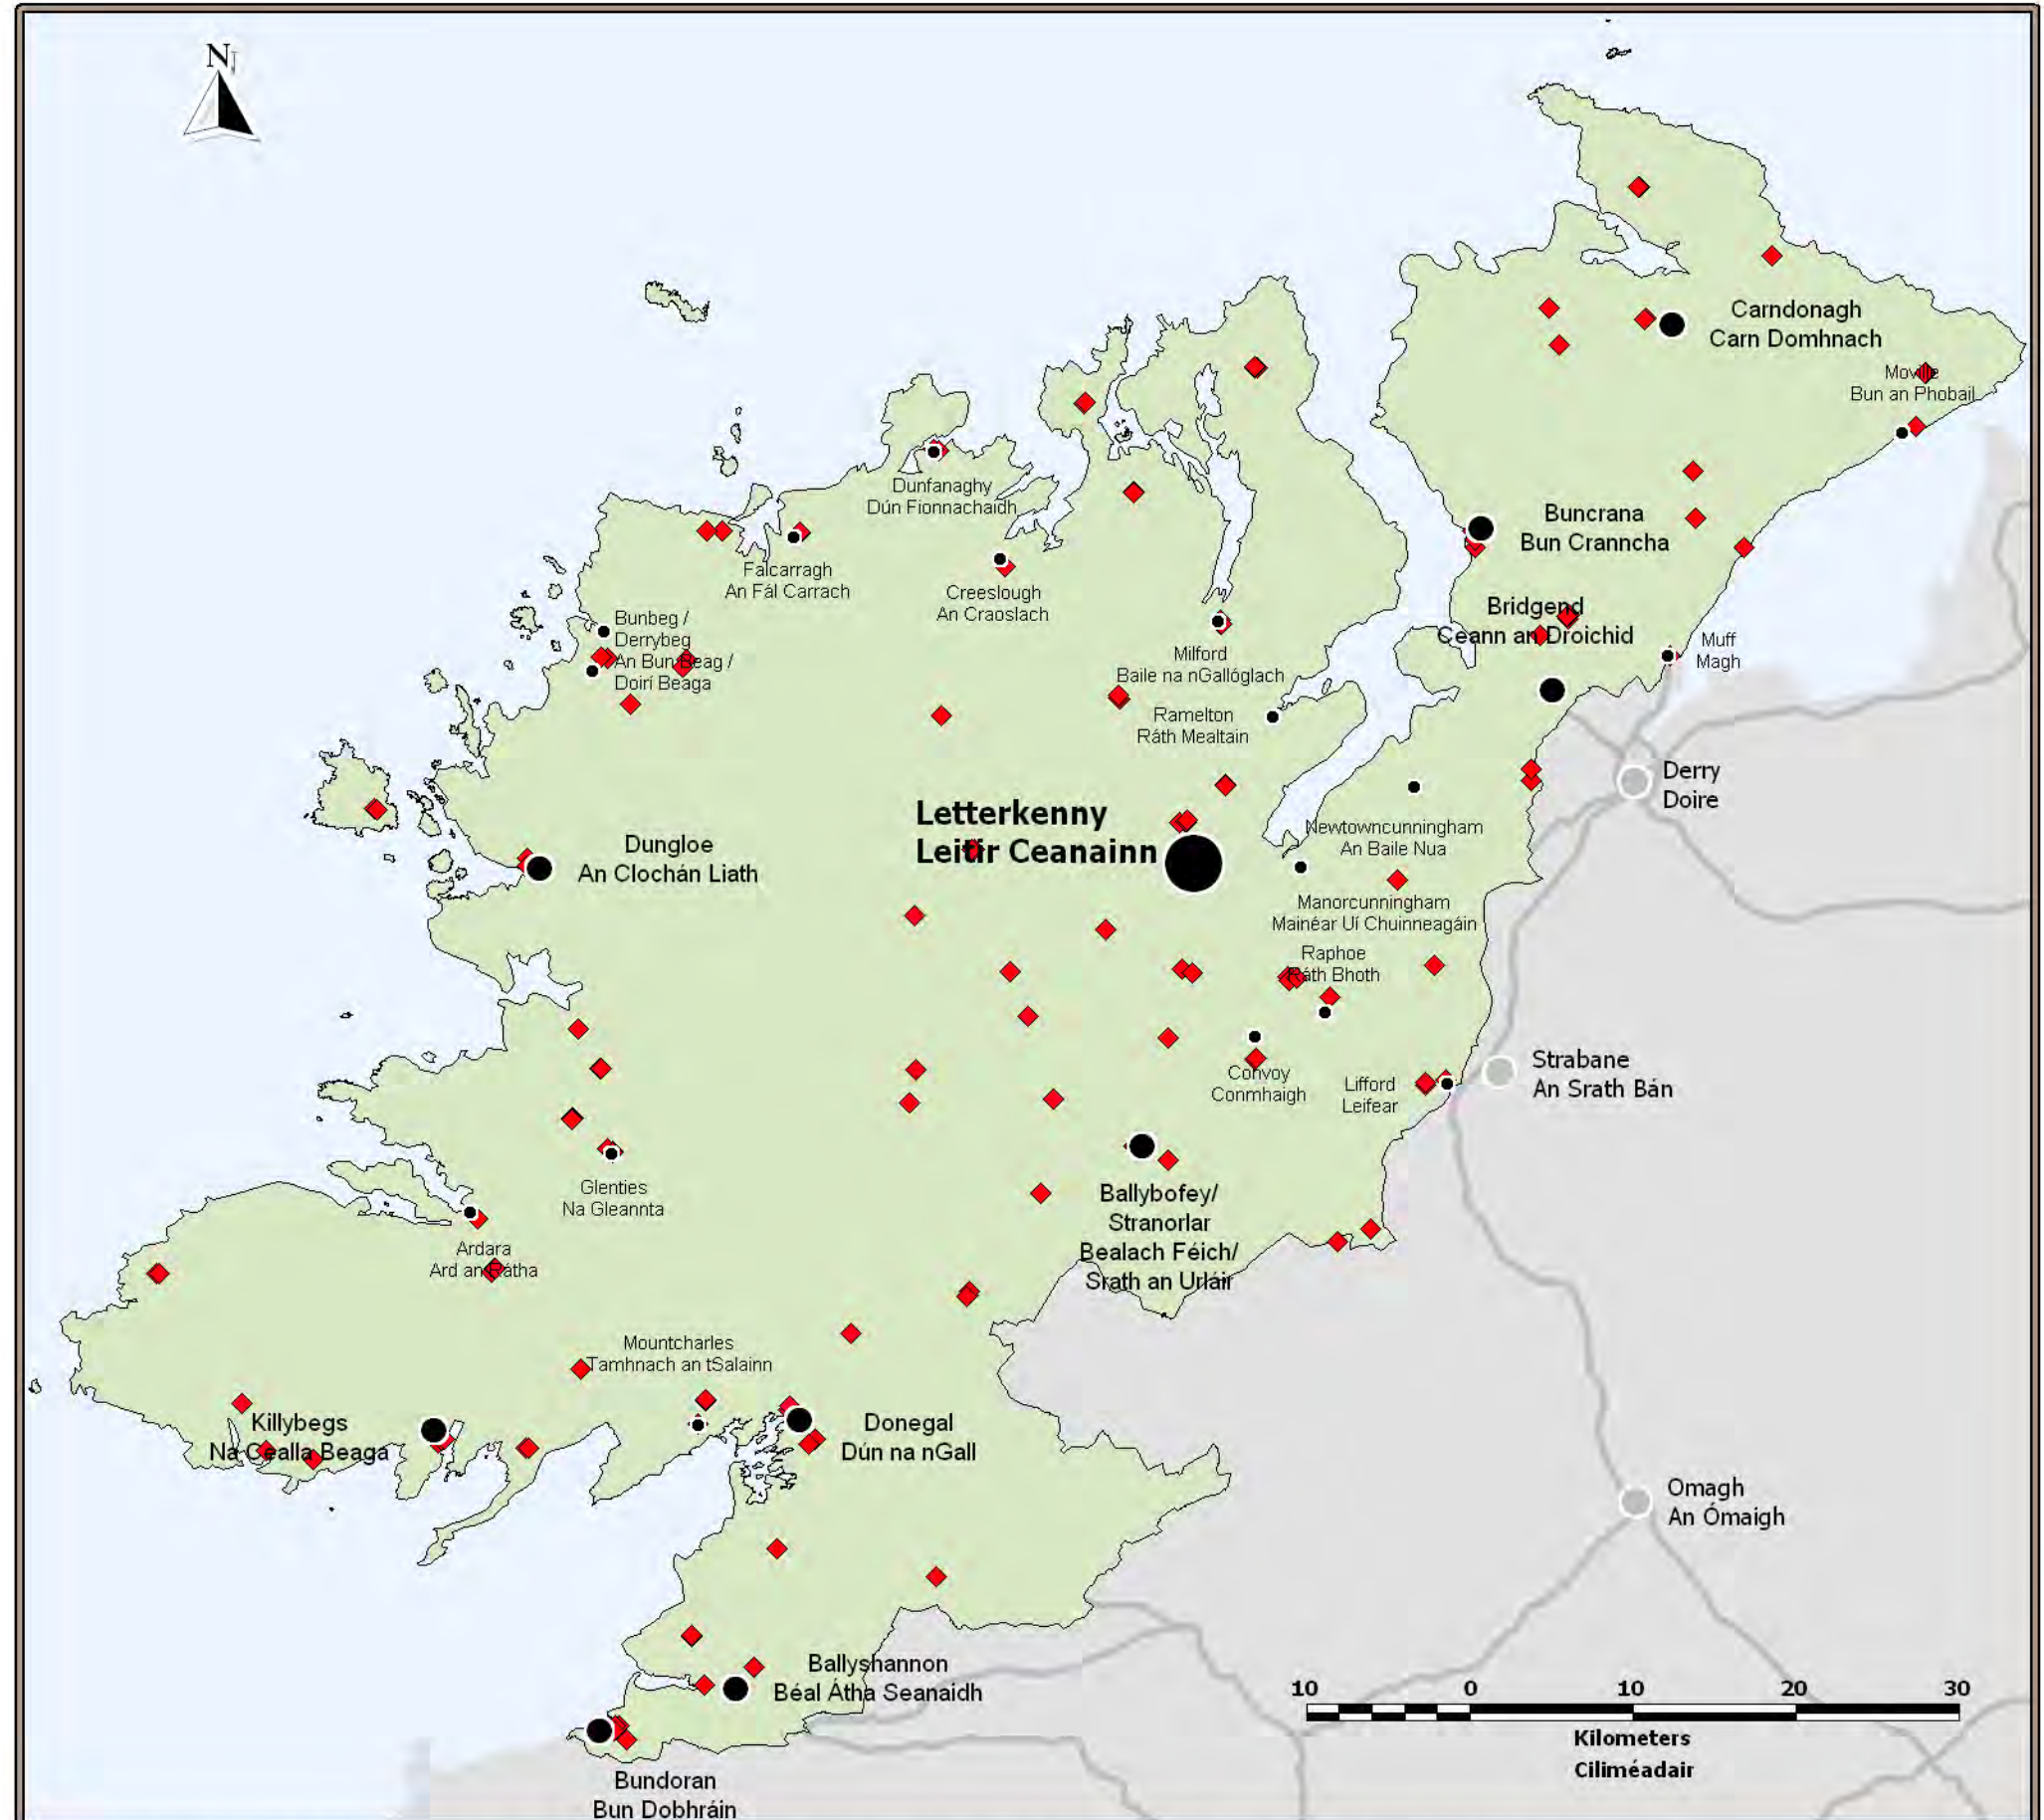 N
Carndonagh
Carn Domhnach
Moville
Bun an Phobail
Dunfanaghy
Dún Fionnachaidh
Buncrana
Bun Cranncha
Falcarragh
An Fál Carrach
Creeslough
An Craoslach
Bridgend
Ceann an Droichid
Bunbeg /
Derrybeg
An Bun Beag /
Doirí Beaga
Muff
Magh
Milford
Baile na nGallóglach
Ramelton
Ráth Mealtain
Derry
Doire
Letterkenny
Leitir Ceanainn
Newtowncunningham
An Baile Nua
Dungloe
An Clochán Liath
Manorcunningham
Mainéar Uí Chuinneagáin
Raphoe
Ráth Bhoth
Strabane
An Srath Bán
Convoy
Conmhaigh
Lifford
Leifear
Glenties
Na Gleannta
Ballybofey/
Stranorlar
Bealach Féich/
Srath an Urláir
Ardara
Ard an Rátha
Mountcharles
Tamhnach an tSalainn
Killybegs
Na Cealla Beaga
Donegal
Dún na nGall
Omagh
An Ómaigh
Ballyshannon
Béal Átha Seanaidh
10 0 10 20 30
Kilometers
Ciliméadair
Bundoran
Bun Dobhráin